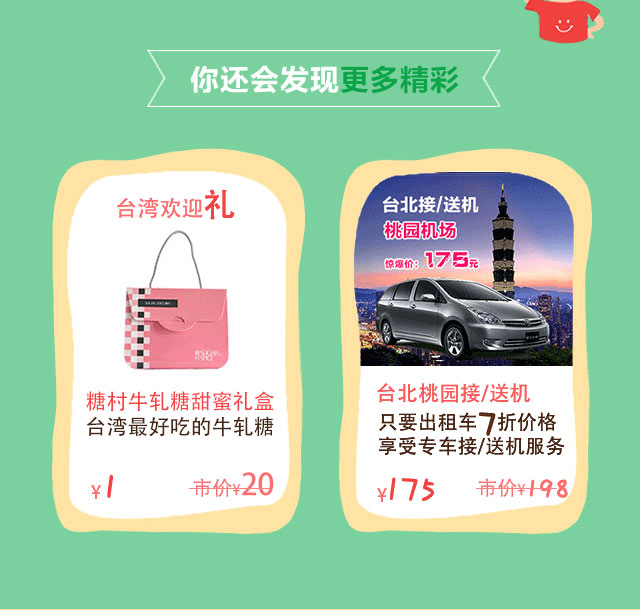 你还会发现更多精彩
台湾欢迎礼
糖村牛轧糖甜蜜礼盒
台湾最好吃的牛轧糖
¥1 市价¥20
台北接/送机
桃园机场
惊爆价：175元
台北桃园接/送机
只要出租车7折价格
享受专车接/送机服务
¥175 市价¥198